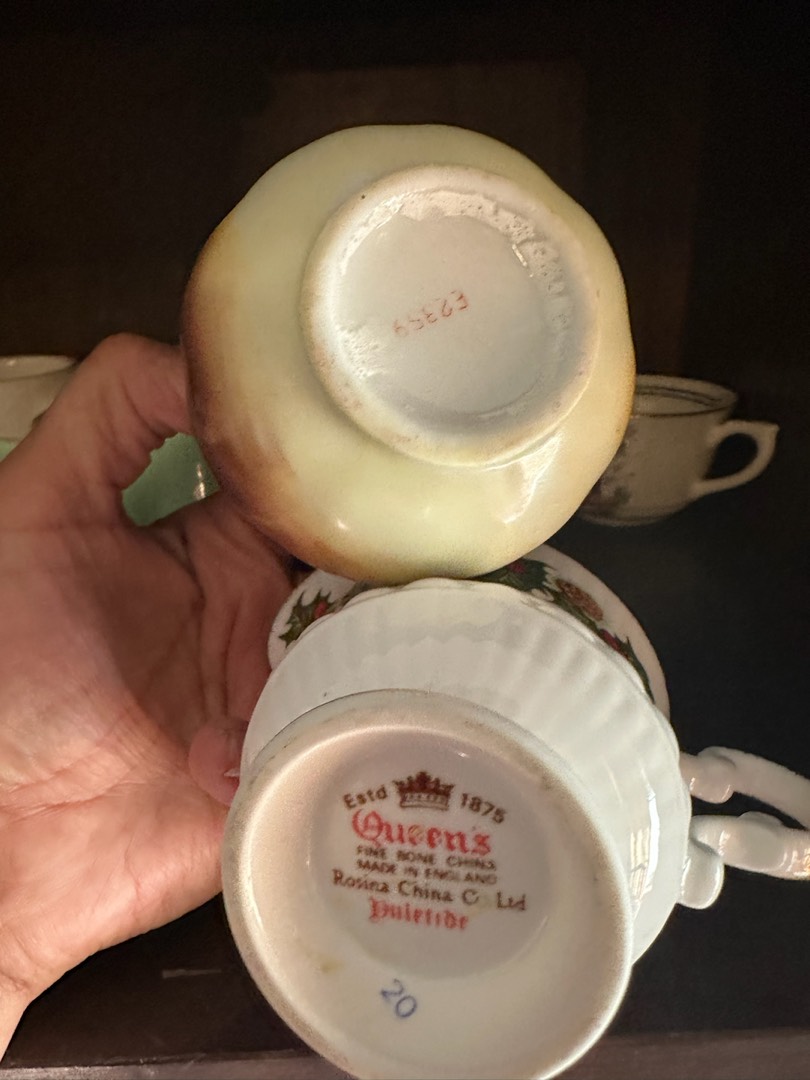 E2359
Estd 1875
Queen's
FINE BONE CHINA
MADE IN ENGLAND
Rosina China Co Ltd
Yuletide
20